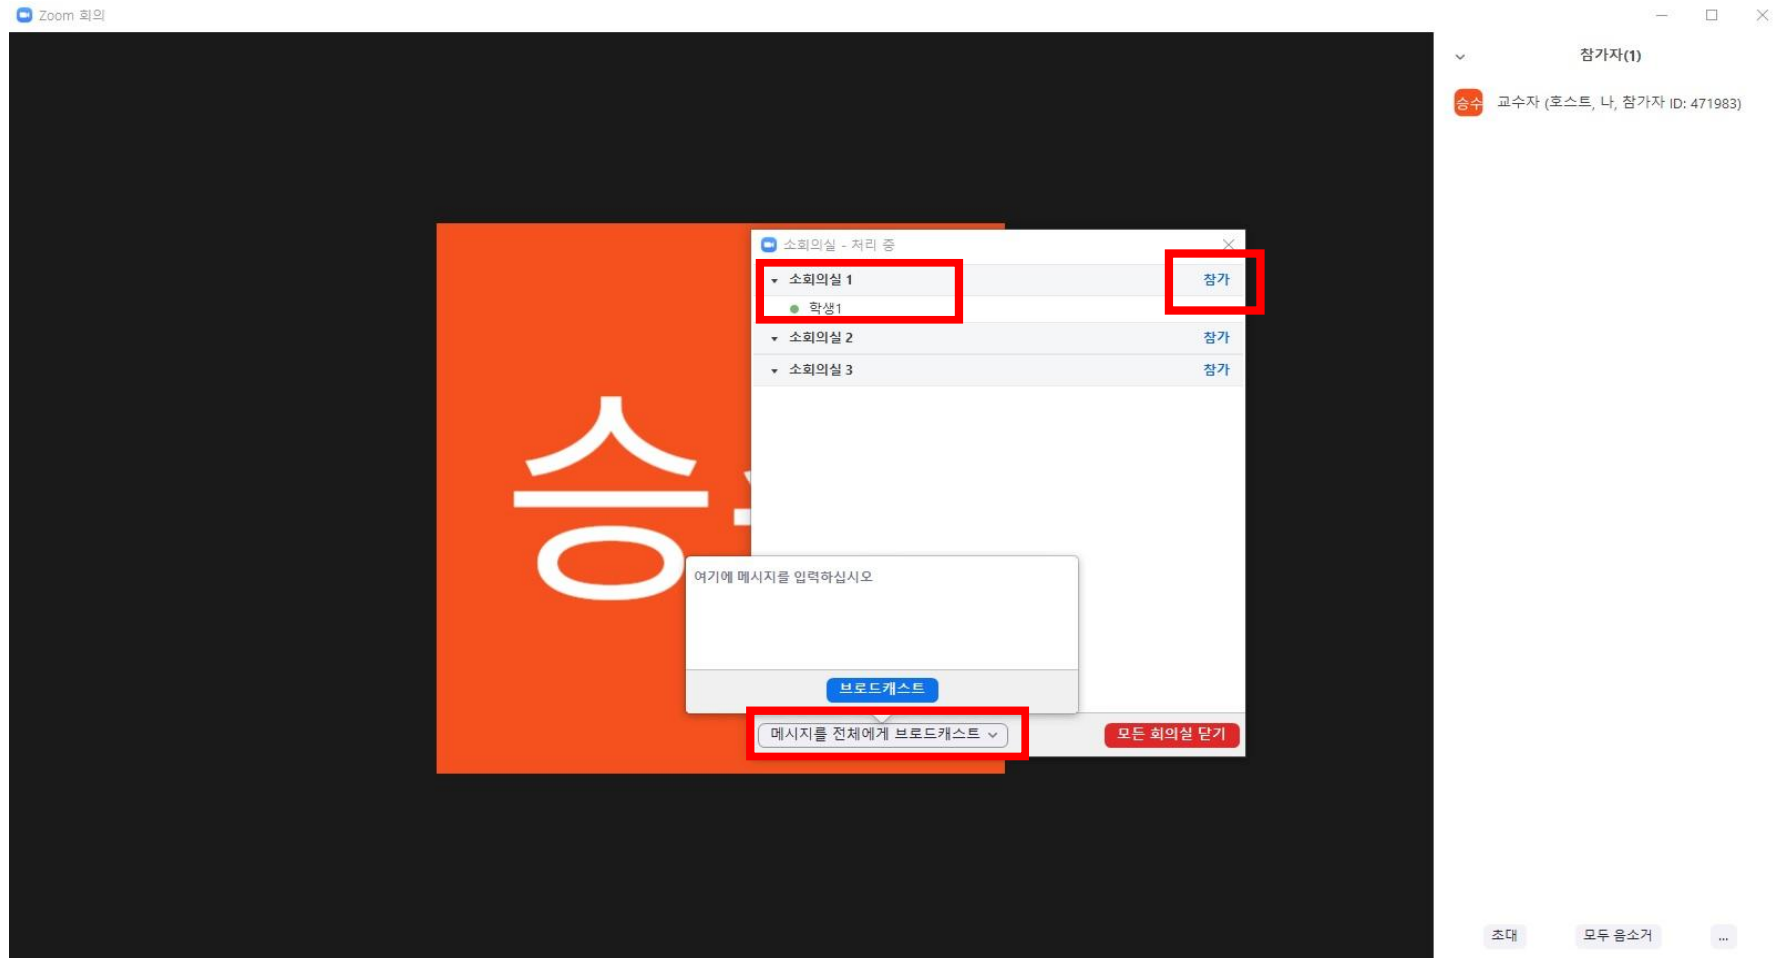 Zoom 회의
참가자(1)
승수 교수자 (호스트, 나, 참가자 ID: 471983)
소회의실 - 처리 중
소회의실 1 참가
학생1
소회의실 2 참가
소회의실 3 참가
승
여기에 메시지를 입력하십시오
브로드캐스트
메시지를 전체에게 브로드캐스트 모든 회의실 닫기
초대 모두 음소거 ...